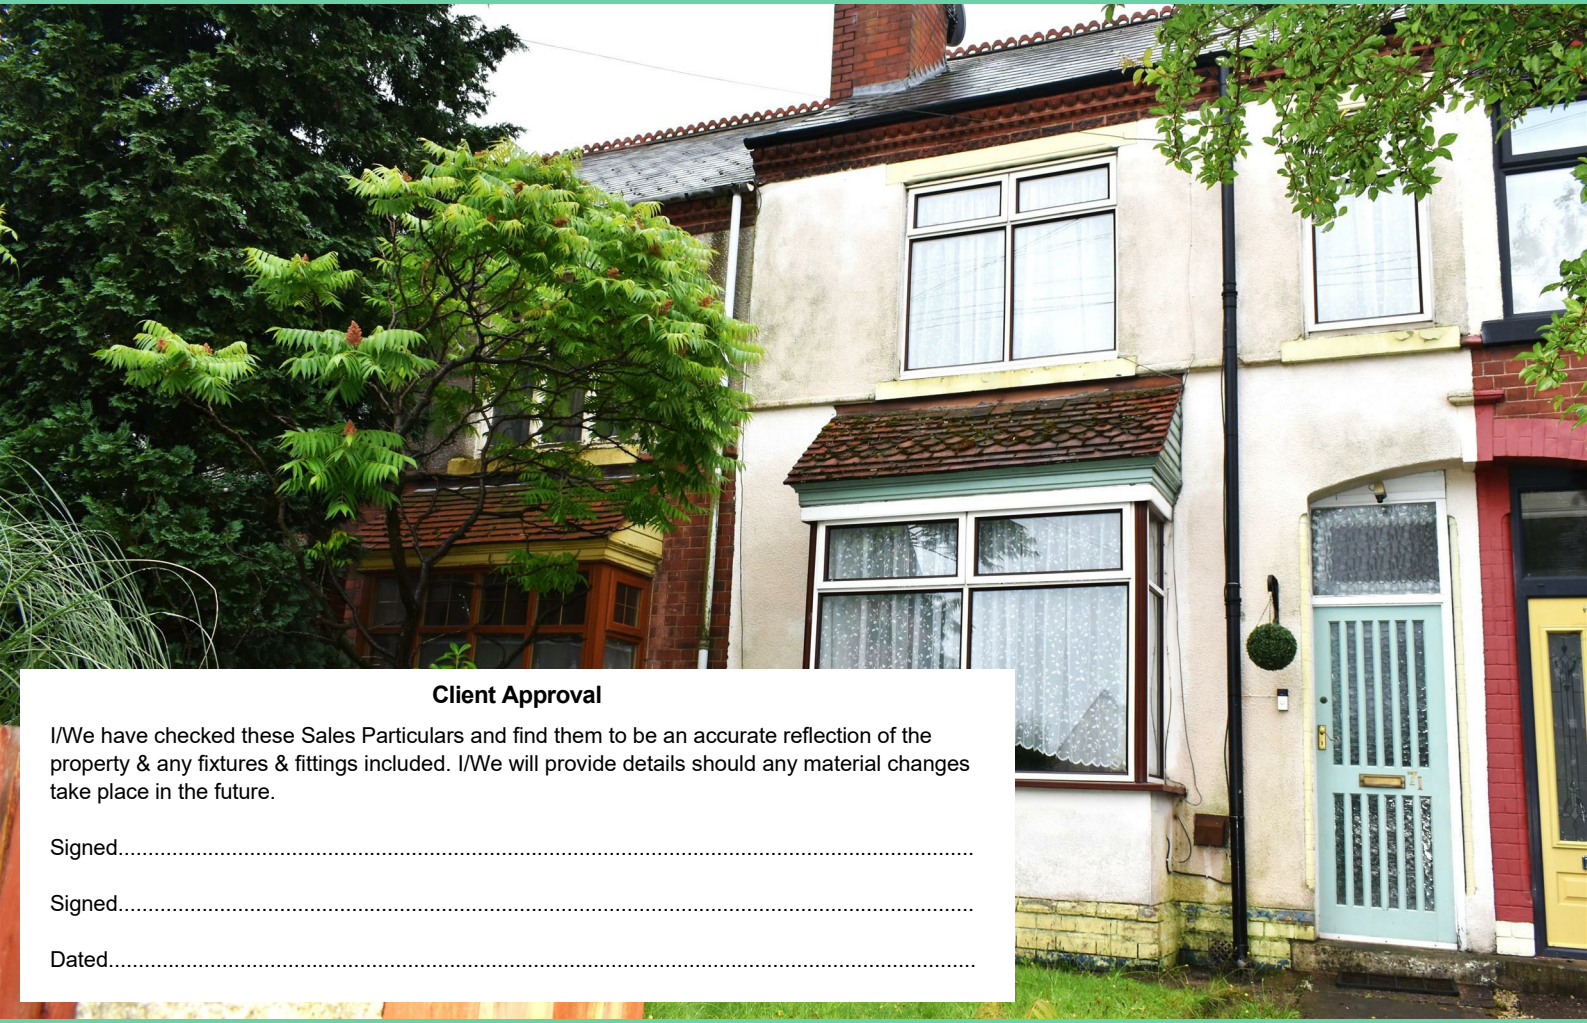 71
Client Approval
I/We have checked these Sales Particulars and find them to be an accurate reflection of the
property & any fixtures & fittings included. I/We will provide details should any material changes
take place in the future.
Signed..........................................................................................................................................
Signed..........................................................................................................................................
Dated............................................................................................................................................